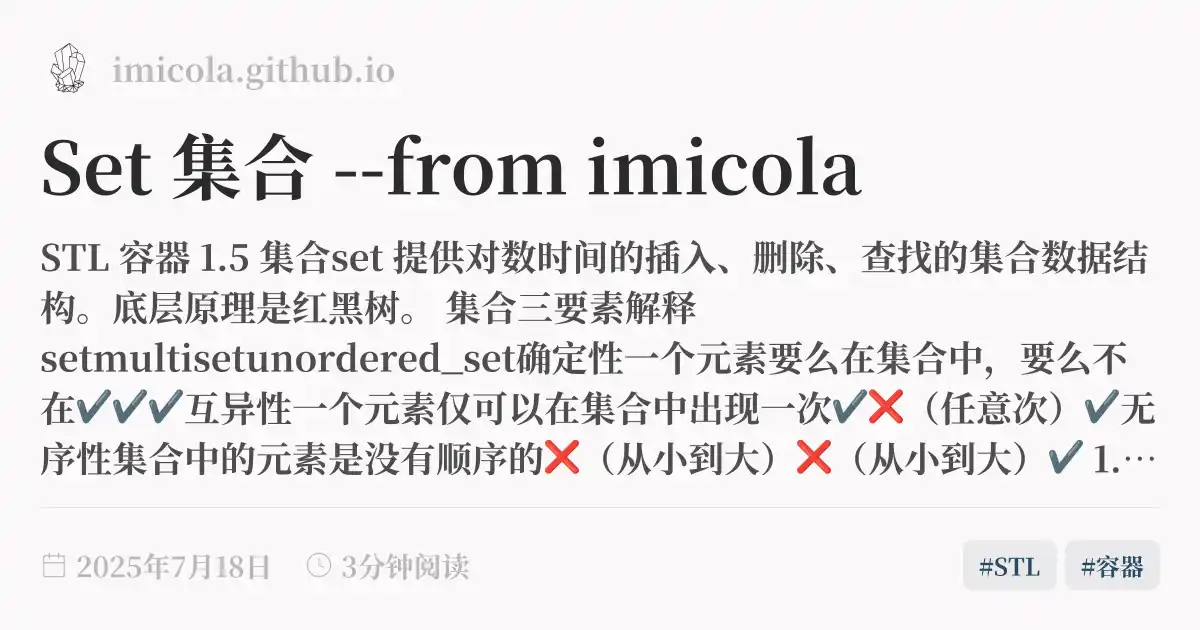 imicola.github.io
Set 集合 --from imicola
STL 容器 1.5 集合set 提供对数时间的插入、删除、查找的集合数据结
构。底层原理是红黑树。 集合三要素解释
setmultisetunordered_set确定性一个元素要么在集合中，要么不
在✔✔✔互异性一个元素仅可以在集合中出现一次✔❌（任意次）✔无
序性集合中的元素是没有顺序的❌（从小到大）❌（从小到大）✔ 1.…
2025年7月18日
3分钟阅读
#STL
#容器